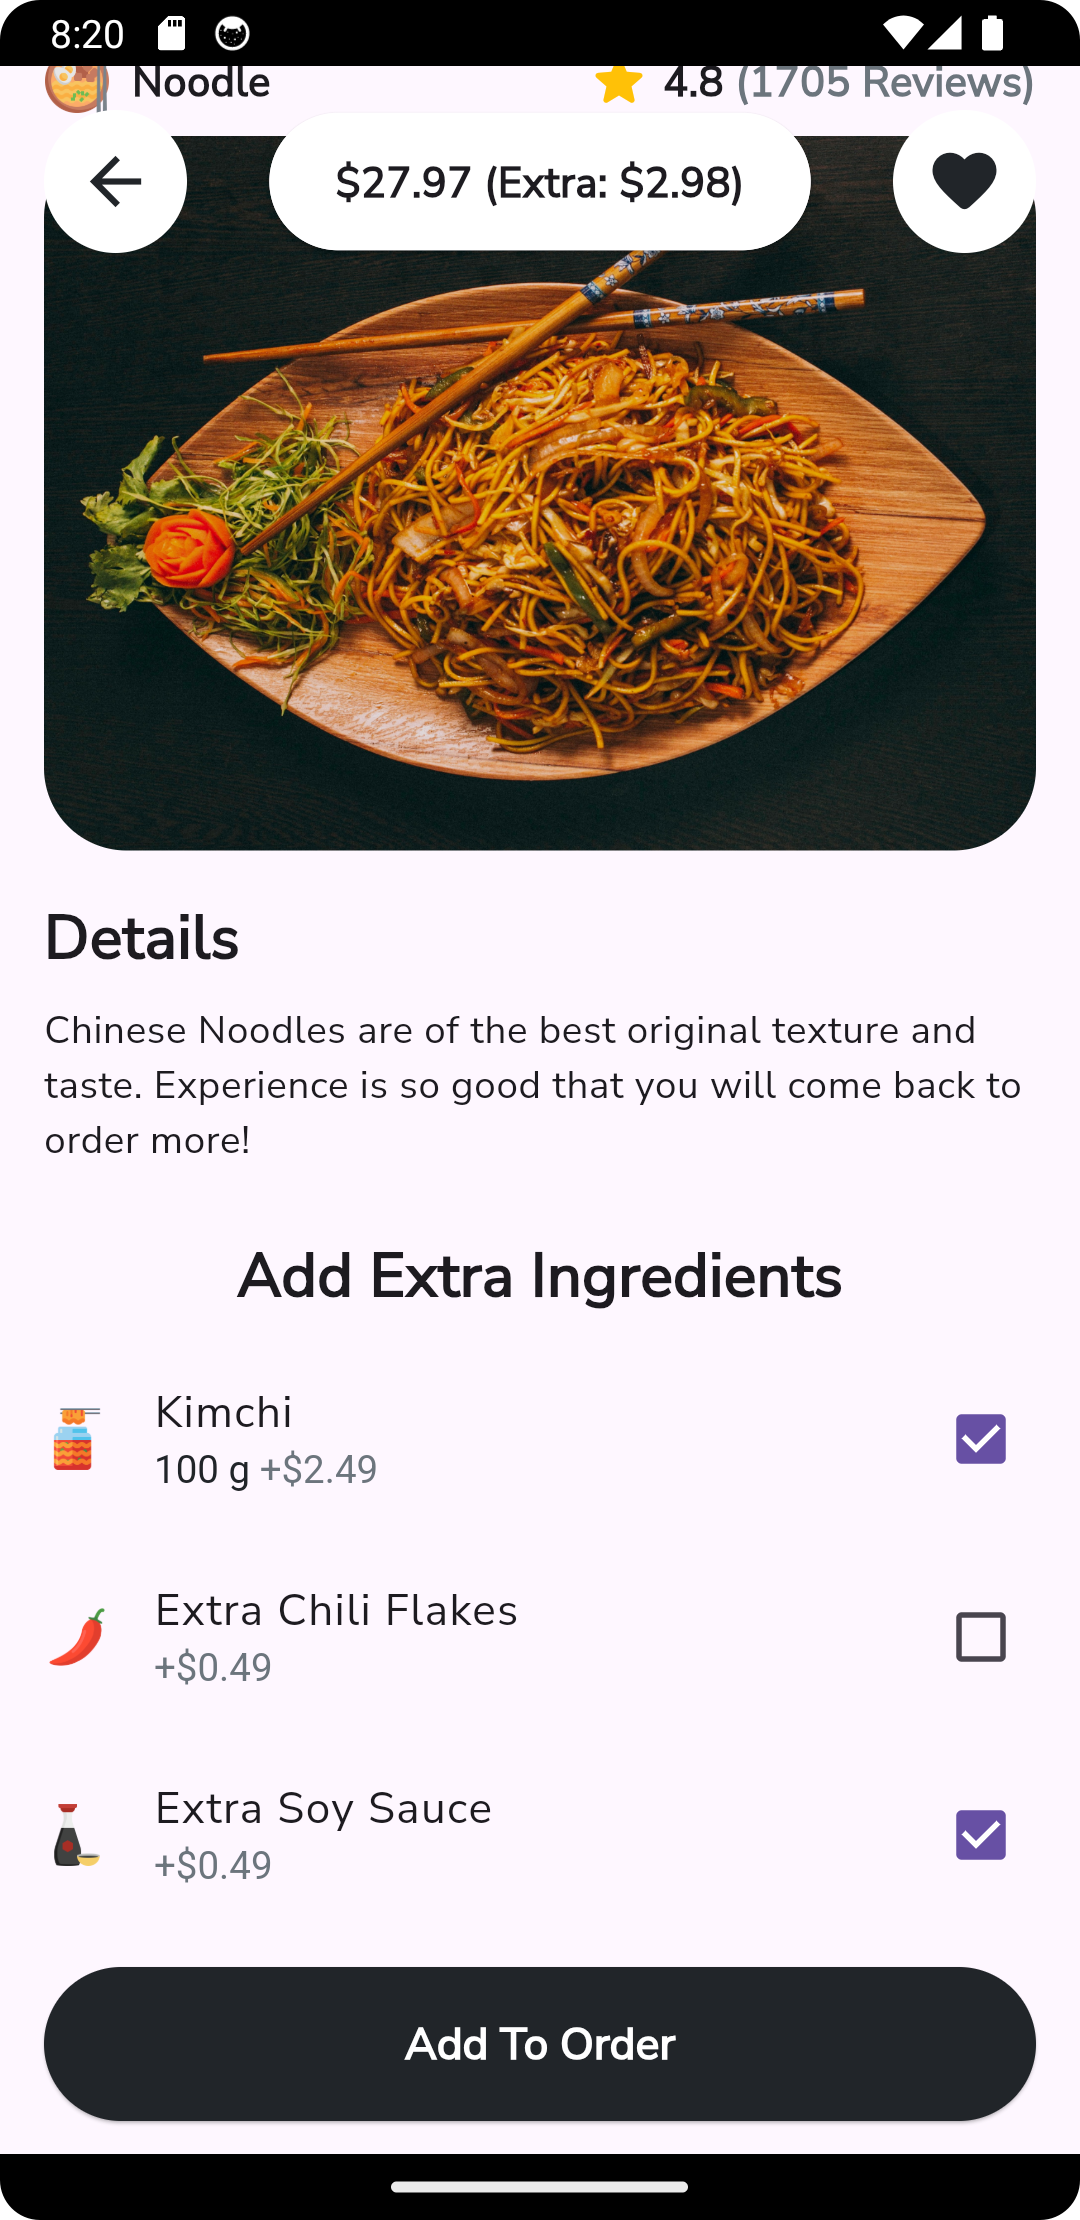 8:20
Noodle
4.8 (1705 Reviews)
$27.97 (Extra: $2.98)
Details
Chinese Noodles are of the best original texture and
taste. Experience is so good that you will come back to
order more!
Add Extra Ingredients
Kimchi
100 g +$2.49
Extra Chili Flakes
+$0.49
Extra Soy Sauce
+$0.49
Add To Order